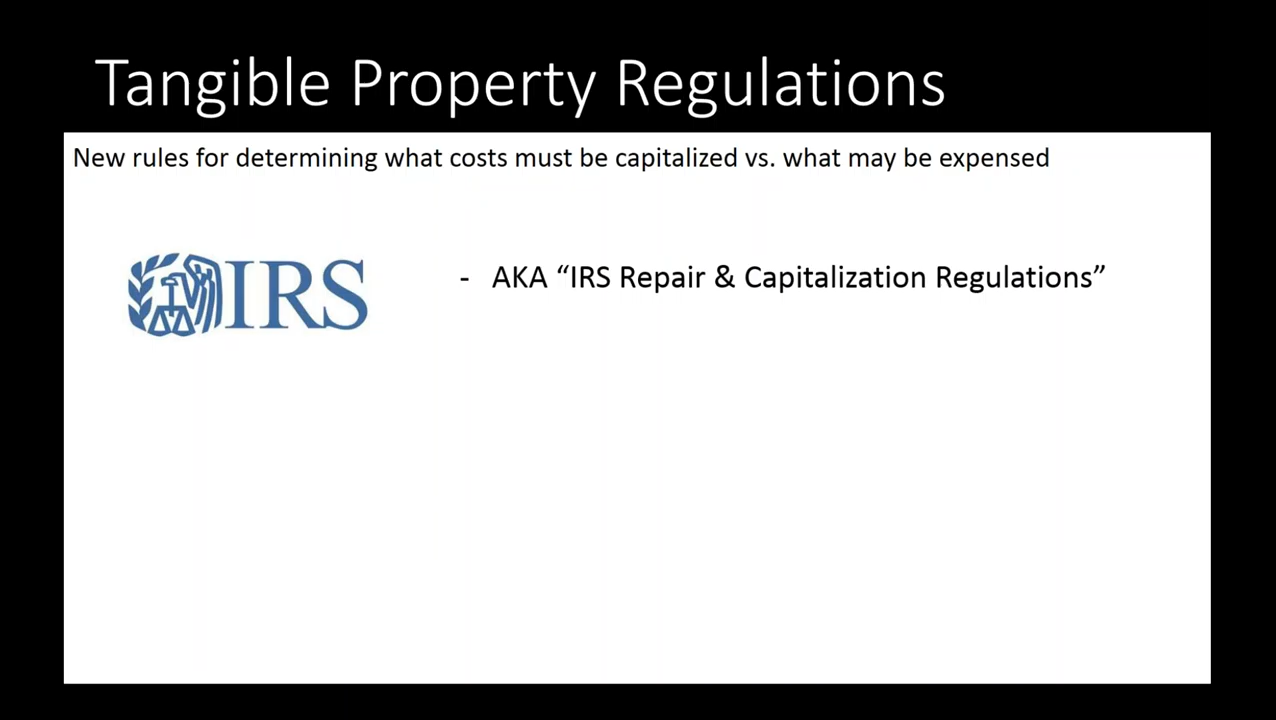 Tangible Property Regulations
New rules for determining what costs must be capitalized vs. what may be expensed
IRS
- AKA “IRS Repair & Capitalization Regulations”